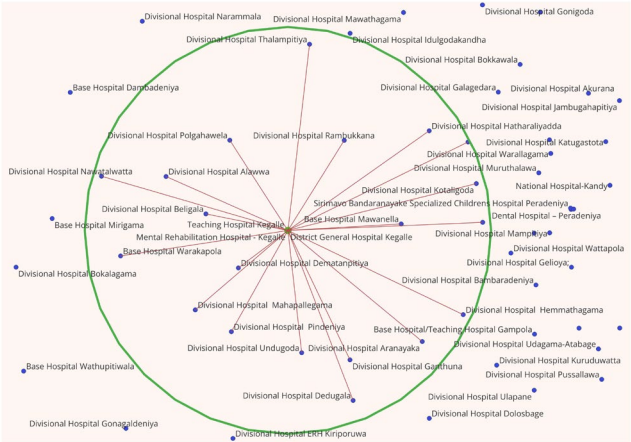 Divisional Hospital Gonigoda
Divisional Hospital Narammala
Divisional Hospital Mawathagama
Divisional Hospital Thalampitiya
Divisional Hospital Idulgodakandha
Divisional Hospital Bokkawala
Base Hospital Dambadeniya
Divisional Hospital Galagedara
Divisional Hospital Akurana
Divisional Hospital Jambugahapitiya
Divisional Hospital Hatharaliyadda
Divisional Hospital Polgahawela
Divisional Hospital Rambukkana
Divisional Hospital Katugastota
Divisional Hospital Warallagama
Divisional Hospital Muruthalawa
Divisional Hospital Nawatalwatta
Divisional Hospital Alawwa
National Hospital-Kandy
Divisional Hospital Kotaligoda
Sirimavo Bandaranayake Specialized Childrens Hospital Peradeniya
Divisional Hospital Beligala
Dental Hospital – Peradeniya
Base Hospital Mirigama
Teaching Hospital Kegalle
Base Hospital Mawanella
Mental Rehabilitation Hospital - Kegalle
District General Hospital Kegalle
Divisional Hospital Mampitiya
Base Hospital Warakapola
Divisional Hospital Wattapola
Divisional Hospital Dematanpitiya
Divisional Hospital Gelioya;
Divisional Hospital Bokalagama
Divisional Hospital Bambaradeniya
Divisional Hospital Mahapallegama
Divisional Hospital Hemmathagama
Divisional Hospital Pindeniya
Base Hospital/Teaching Hospital Gampola
Divisional Hospital Undugoda
Divisional Hospital Aranayaka
Divisional Hospital Udagama-Atabage
Divisional Hospital Ganthuna
Divisional Hospital Kuruduwatta
Base Hospital Wathupitiwala
Divisional Hospital Pussallawa
Divisional Hospital Dedugala
Divisional Hospital Ulapane
Divisional Hospital Dolosbage
Divisional Hospital Gonagaldeniya
Divisional Hospital ERH Kiriporuwa